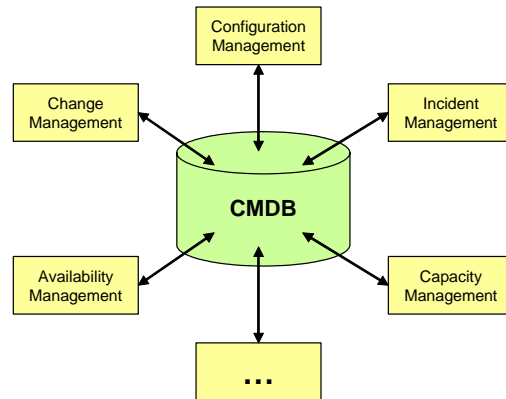 Configuration
Management
Change
Management
Incident
Management
CMDB
Availability
Management
Capacity
Management
...